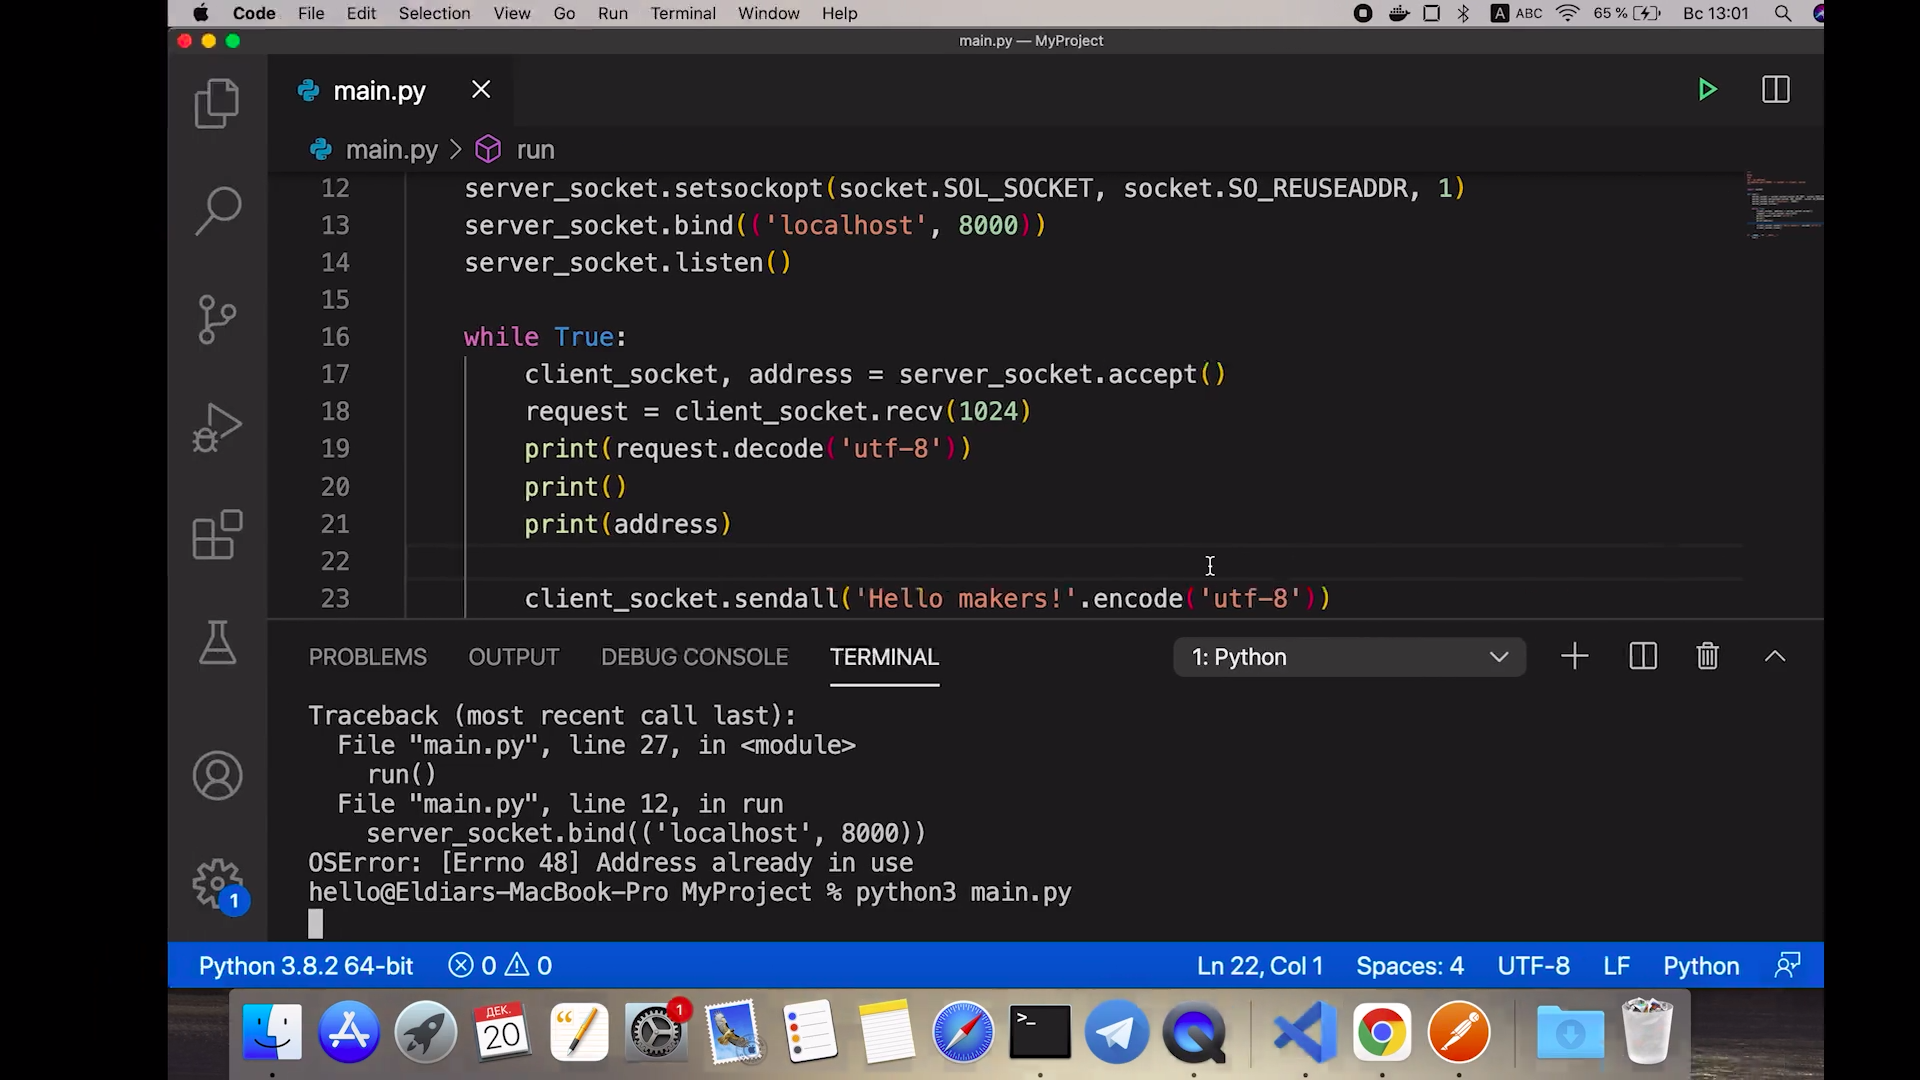 Code File Edit Selection View Go Run Terminal Window Help A ABC 65 % Вс 13:01
main.py — MyProject
main.py
main.py > run
12 server_socket.setsockopt(socket.SOL_SOCKET, socket.SO_REUSEADDR, 1)
13 server_socket.bind(('localhost', 8000))
14 server_socket.listen()
15
16 while True:
17 client_socket, address = server_socket.accept()
18 request = client_socket.recv(1024)
19 print(request.decode('utf-8'))
20 print()
21 print(address)
22
23 client_socket.sendall('Hello makers!'.encode('utf-8'))
PROBLEMS OUTPUT DEBUG CONSOLE TERMINAL 1: Python
Traceback (most recent call last):
File "main.py", line 27, in <module>
run()
File "main.py", line 12, in run
server_socket.bind(('localhost', 8000))
OSError: [Errno 48] Address already in use
hello@Eldiars-MacBook-Pro MyProject % python3 main.py
1
Python 3.8.2 64-bit 0 0 Ln 22, Col 1 Spaces: 4 UTF-8 LF Python
ДЕК.
20
1
>_